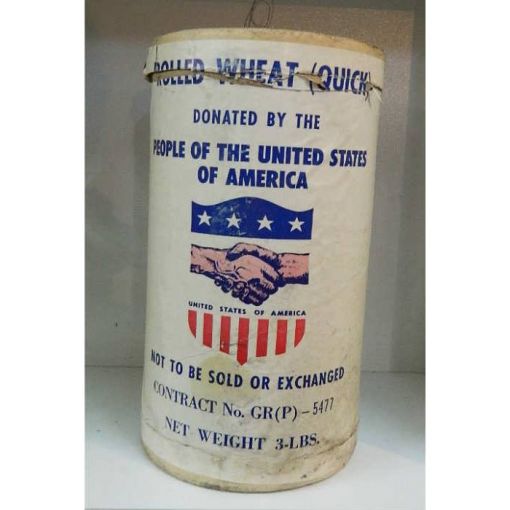 ROLLED WHEAT (QUICK)
DONATED BY THE
PEOPLE OF THE UNITED STATES
OF AMERICA
UNITED STATES OF AMERICA
NOT TO BE SOLD OR EXCHANGED
CONTRACT No. GR(P)-5477
NET WEIGHT 3-LBS.